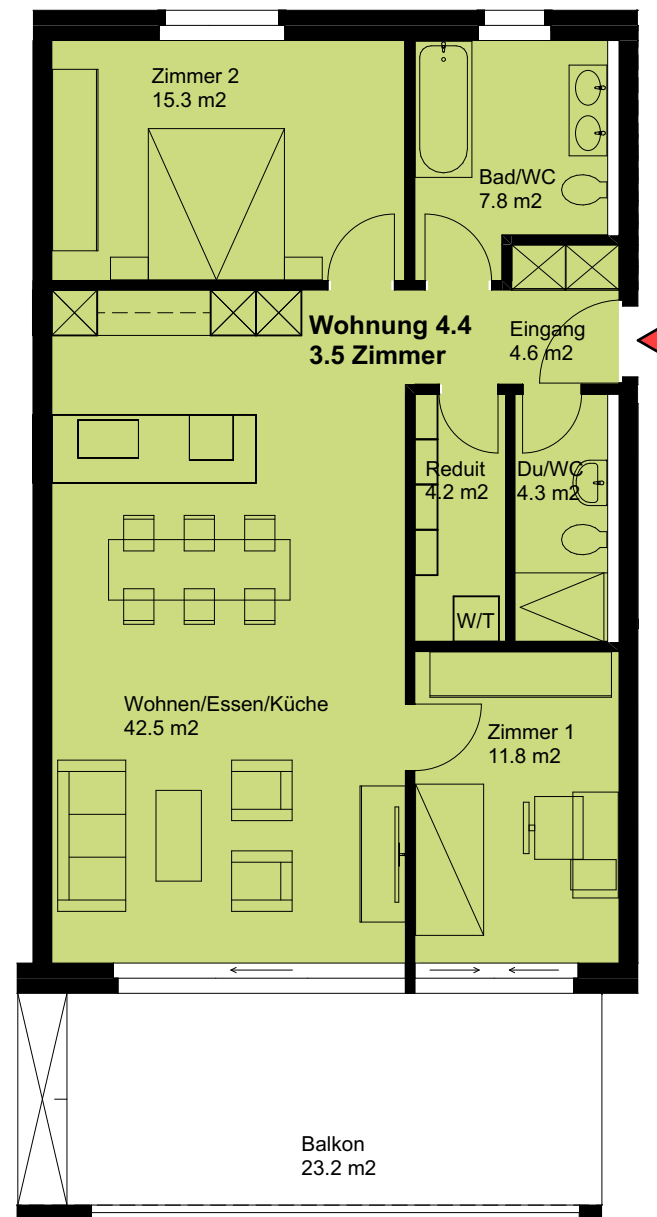 Zimmer 2
15.3 m2
Bad/WC
7.8 m2
Wohnung 4.4
3.5 Zimmer
Eingang
4.6 m2
Reduit
4.2 m2
Du/WC
4.3 m2
W/T
Wohnen/Essen/Küche
42.5 m2
Zimmer 1
11.8 m2
Balkon
23.2 m2